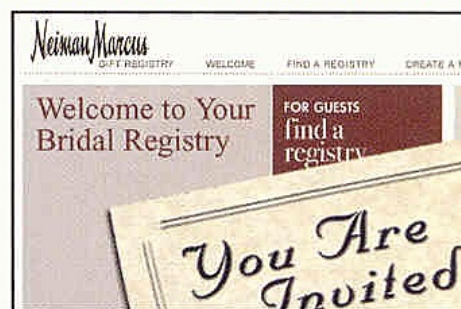 Neiman Marcus
GIFT REGISTRY WELCOME FIND A REGISTRY CREATE A
Welcome to Your
Bridal Registry
FOR GUESTS
find a
registry
You Are
Invited